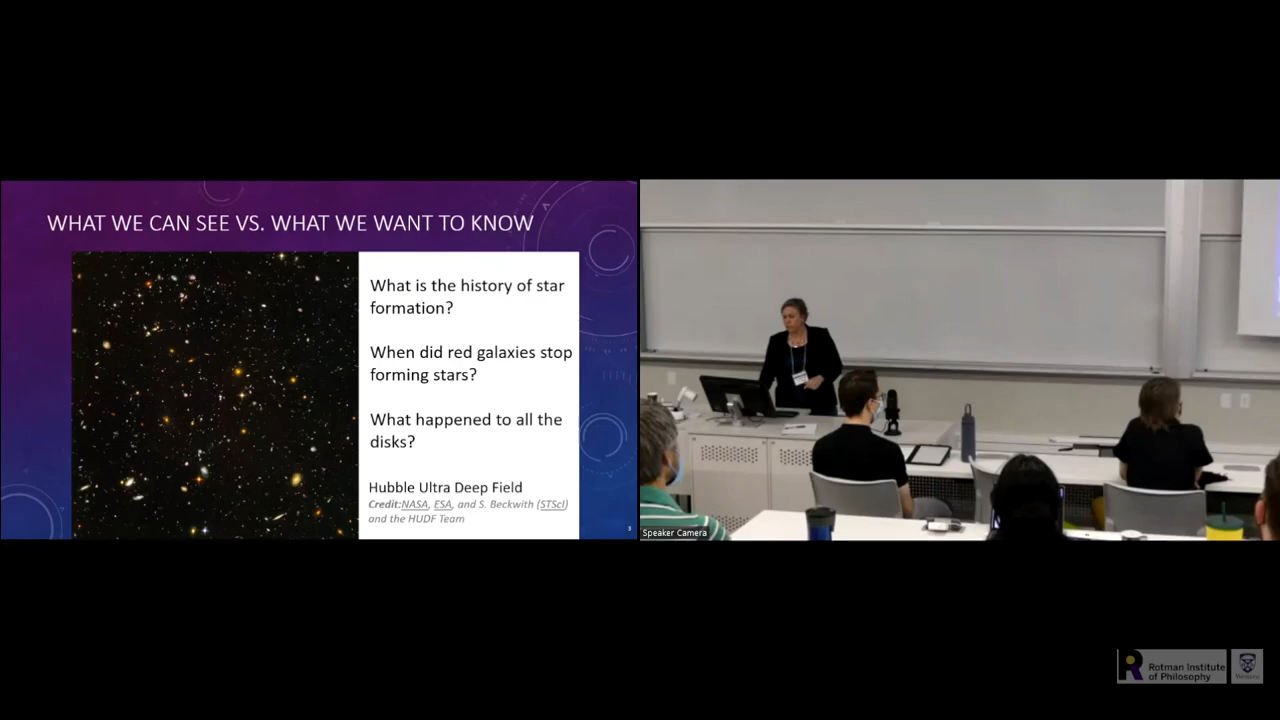 WHAT WE CAN SEE VS. WHAT WE WANT TO KNOW
What is the history of star
formation?
When did red galaxies stop
forming stars?
What happened to all the
disks?
Hubble Ultra Deep Field
Credit:NASA, ESA, and S. Beckwith (STScI)
and the HUDF Team
3
Speaker Camera
Rotman Institute
of Philosophy
Western